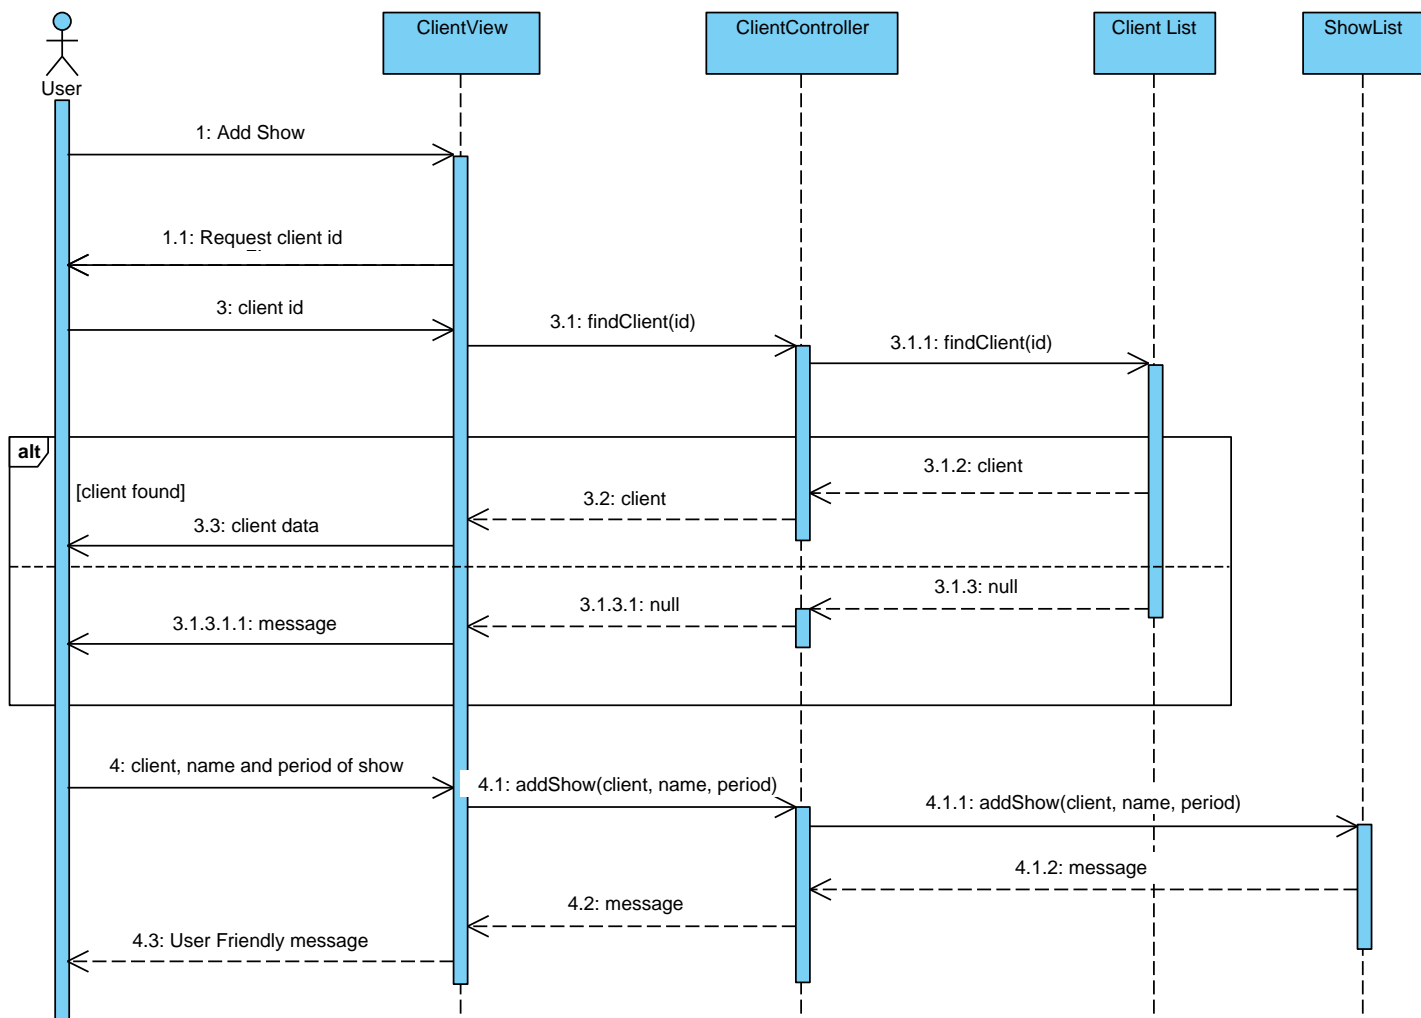 User
ClientView
ClientController
Client List
ShowList
1: Add Show
1.1: Request client id
3: client id
3.1: findClient(id)
3.1.1: findClient(id)
alt
[client found]
3.1.2: client
3.2: client
3.3: client data
3.1.3: null
3.1.3.1: null
3.1.3.1.1: message
4: client, name and period of show
4.1: addShow(client, name, period)
4.1.1: addShow(client, name, period)
4.1.2: message
4.2: message
4.3: User Friendly message